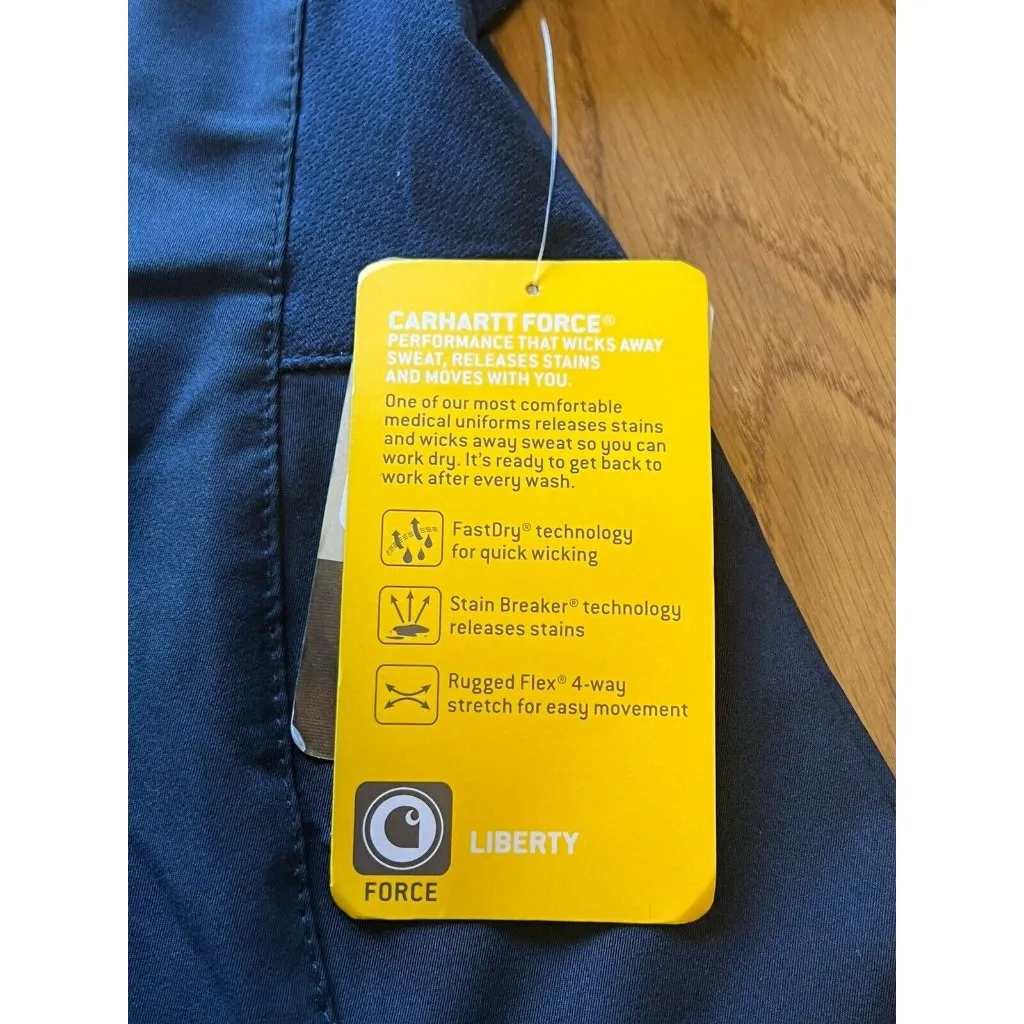 CARHARTT FORCE®
PERFORMANCE THAT WICKS AWAY
SWEAT, RELEASES STAINS
AND MOVES WITH YOU.
One of our most comfortable
medical uniforms releases stains
and wicks away sweat so you can
work dry. It's ready to get back to
work after every wash.
FastDry® technology
for quick wicking
Stain Breaker® technology
releases stains
Rugged Flex® 4-way
stretch for easy movement
FORCE
LIBERTY